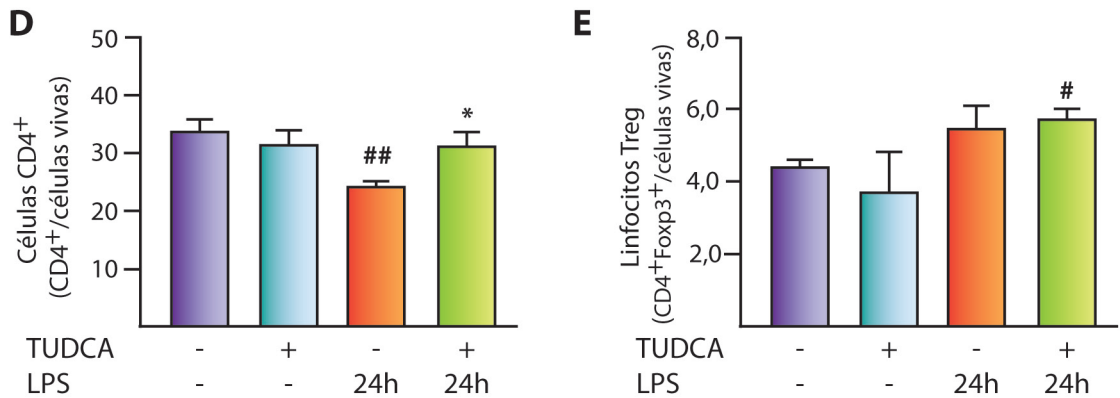 D
Células CD4+
(CD4+/células vivas)
50
40
30
20
10
##
*
TUDCA - + - +
LPS - - 24h 24h
E
Linfocitos Treg
(CD4+Foxp3+/células vivas)
8,0
6,0
4,0
2,0
#
TUDCA - + - +
LPS - - 24h 24h